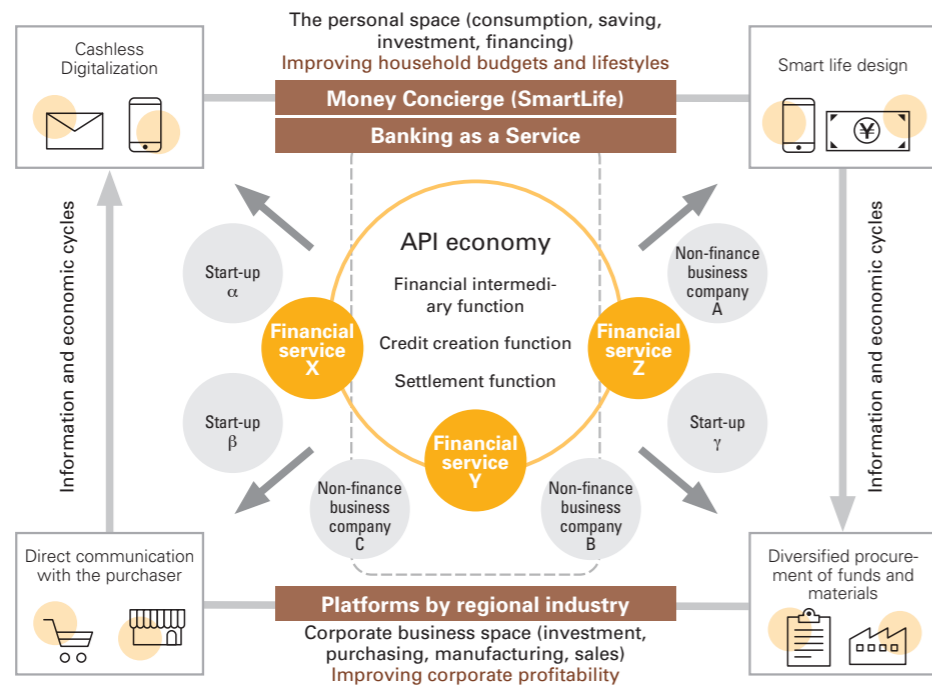 The personal space (consumption, saving,
investment, financing)
Improving household budgets and lifestyles
Cashless
Digitalization
Money Concierge (SmartLife)
Banking as a Service
Smart life design
¥
Information and economic cycles
API economy
Financial intermedi-
ary function
Credit creation function
Settlement function
Start-up
α
Financial
service
X
Start-up
β
Non-finance
business
company
A
Financial
service
Z
Start-up
γ
Financial
service
Y
Non-finance
business
company
C
Non-finance
business
company
B
Information and economic cycles
Direct communication
with the purchaser
Platforms by regional industry
Corporate business space (investment,
purchasing, manufacturing, sales)
Improving corporate profitability
Diversified procure-
ment of funds and
materials